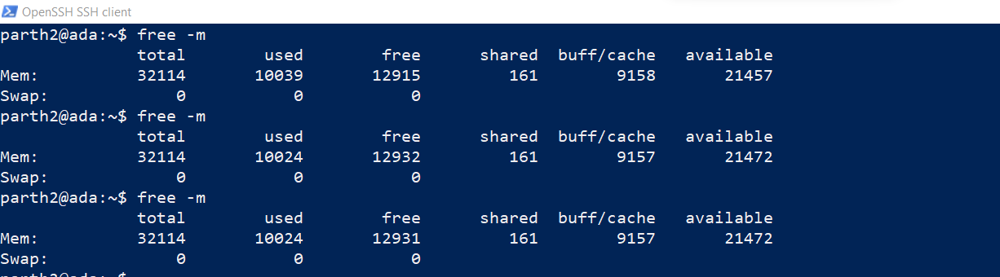 OpenSSH SSH client
parth2@ada:~$ free -m
total used free shared buff/cache available
Mem: 32114 10039 12915 161 9158 21457
Swap: 0 0 0
parth2@ada:~$ free -m
total used free shared buff/cache available
Mem: 32114 10024 12932 161 9157 21472
Swap: 0 0 0
parth2@ada:~$ free -m
total used free shared buff/cache available
Mem: 32114 10024 12931 161 9157 21472
Swap: 0 0 0
parth2@ada:~$